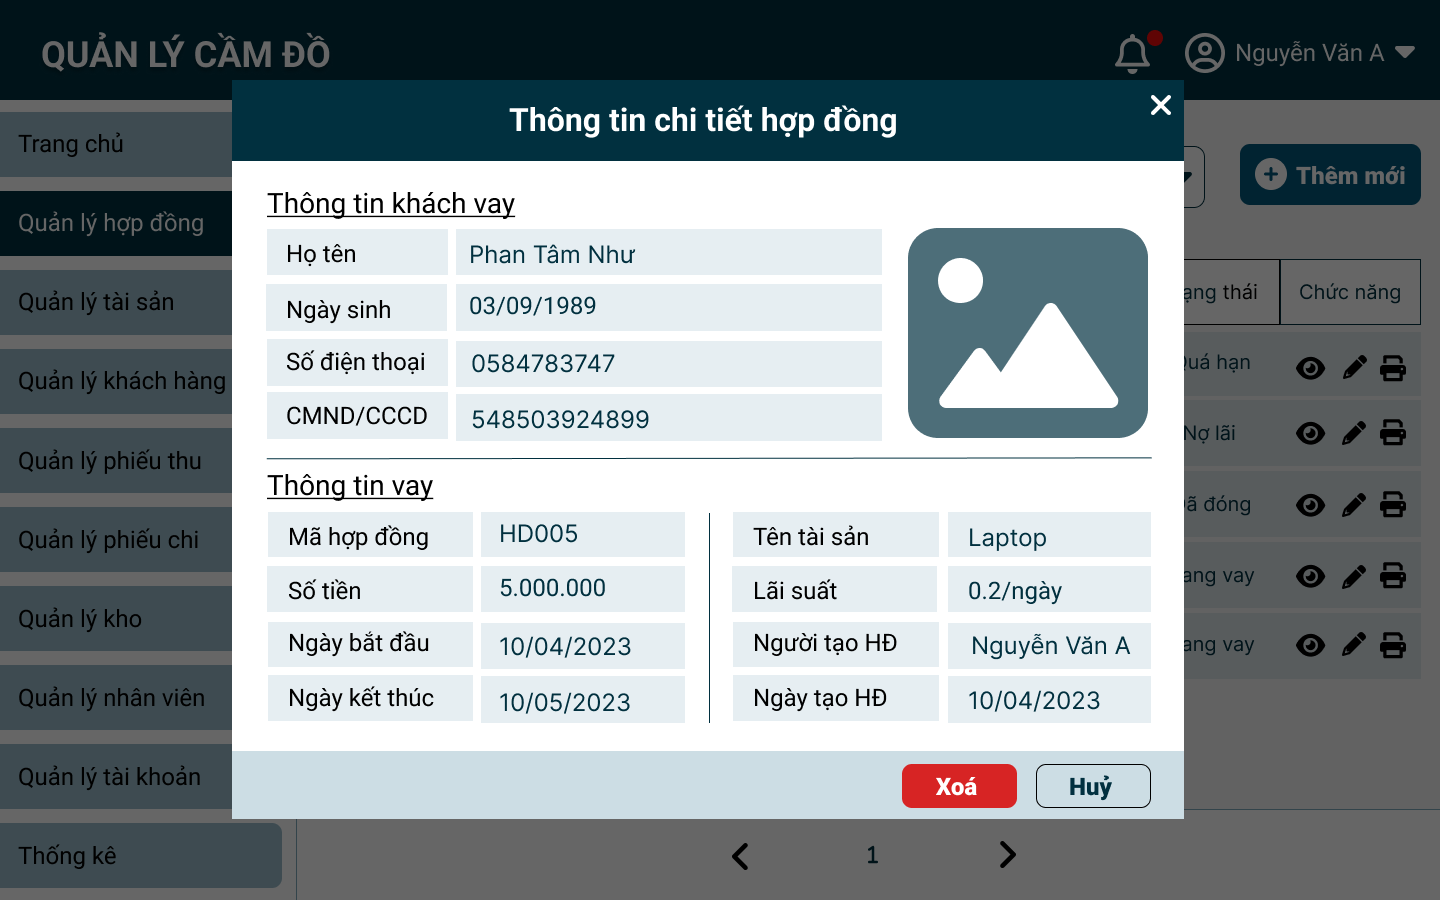 QUẢN LÝ CẦM ĐỒ
Nguyễn Văn A
Trang chủ
Quản lý hợp đồng
Quản lý tài sản
Quản lý khách hàng
Quản lý phiếu thu
Quản lý phiếu chi
Quản lý kho
Quản lý nhân viên
Quản lý tài khoản
Thống kê
Thông tin chi tiết hợp đồng
Thông tin khách vay
Họ tên Phan Tâm Như
Ngày sinh 03/09/1989
Số điện thoại 0584783747
CMND/CCCD 548503924899
Thông tin vay
Mã hợp đồng HD005 Tên tài sản Laptop
Số tiền 5.000.000 Lãi suất 0.2/ngày
Ngày bắt đầu 10/04/2023 Người tạo HĐ Nguyễn Văn A
Ngày kết thúc 10/05/2023 Ngày tạo HĐ 10/04/2023
Xoá Huỷ
Thêm mới
thái Chức năng
hạn
Nợ lãi
đóng
vay
vay
1